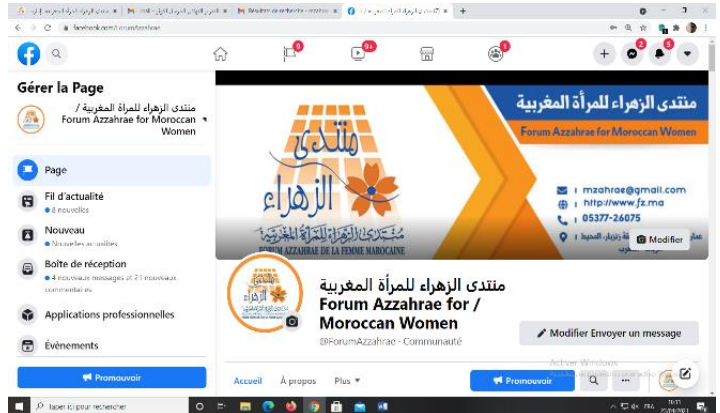 facebook.com/ForumAzzahrae
9+
2
5
Gérer la Page
منتدى الزهراء للمرأة المغربية /
Forum Azzahrae for Moroccan
Women
Page
Fil d'actualité
8 nouvelles
Nouveau
Nouvelles actualités
Boîte de réception
4 nouveaux messages et 21 nouveaux
commentaires
Applications professionnelles
Évènements
Promouvoir
منتدى الزهراء للمرأة المغربية
Forum Azzahrae for Moroccan Women
منتدى
الزهراء
منتدى الزهراء للمرأة المغربية
FORUM AZZAHRAE DE LA FEMME MAROCAINE
mzahrae@gmail.com
http://www.fz.ma
05377-26075
Modifier
منتدى الزهراء للمرأة المغربية
Forum Azzahrae for /
Moroccan Women
@ForumAzzahrae · Communauté
Modifier Envoyer un message
Activer Windows
Accueil
À propos
Plus
Promouvoir
Taper ici pour rechercher